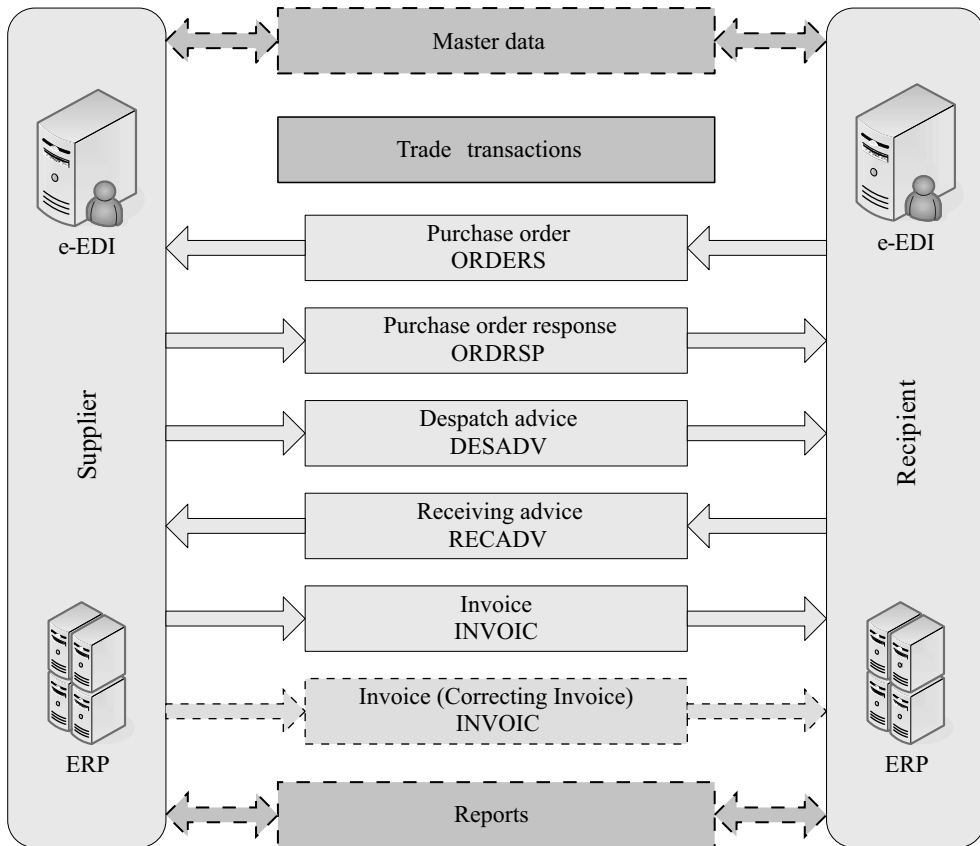 Master data
Trade transactions
e-EDI
e-EDI
Purchase order
ORDERS
Purchase order response
ORDRSP
Supplier
Despatch advice
DESADV
Recipient
Receiving advice
RECADV
Invoice
INVOIC
Invoice (Correcting Invoice)
INVOIC
ERP
ERP
Reports